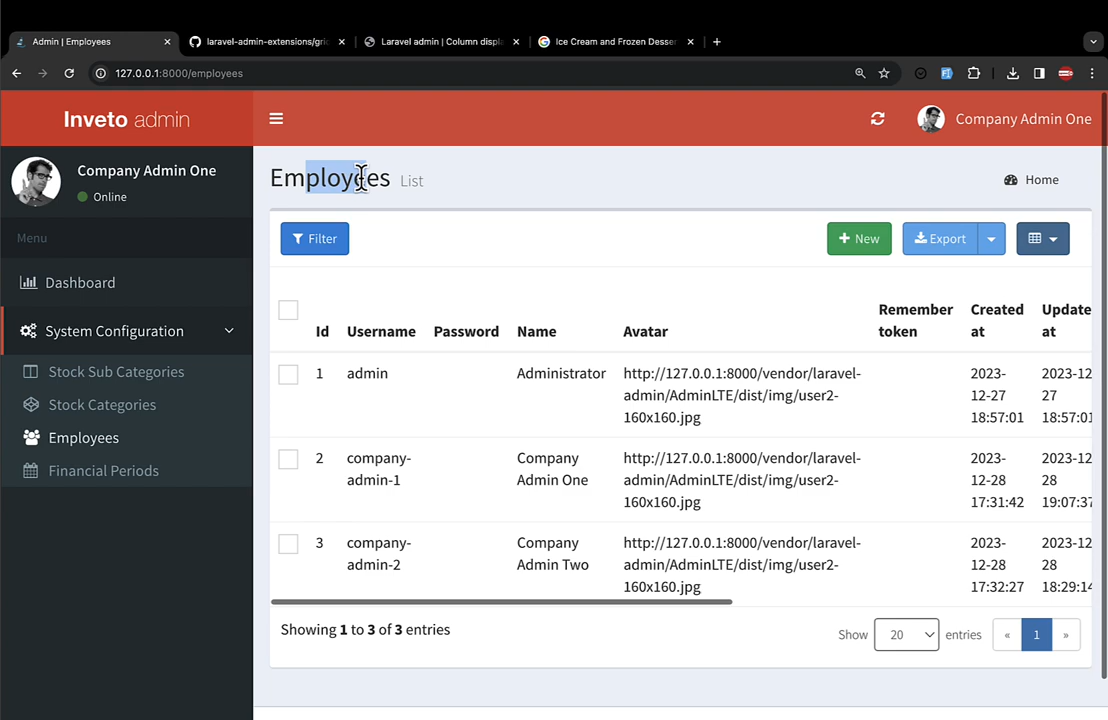 Admin | Employees
laravel-admin-extensions/gri
Laravel admin | Column displ
Ice Cream and Frozen Desser
127.0.0.1:8000/employees
Inveto admin
Company Admin One
Company Admin One
Online
Employees List
Home
Menu
Filter
New
Export
Dashboard
System Configuration
Stock Sub Categories
Stock Categories
Employees
Financial Periods
Id Username Password Name Avatar Remember token Created at Update at
1 admin Administrator http://127.0.0.1:8000/vendor/laravel-
admin/AdminLTE/dist/img/user2-
160x160.jpg
2023-
12-27
18:57:01
2023-12
27
18:57:01
2 company-
admin-1
Company
Admin One
http://127.0.0.1:8000/vendor/laravel-
admin/AdminLTE/dist/img/user2-
160x160.jpg
2023-
12-28
17:31:42
2023-12
28
19:07:37
3 company-
admin-2
Company
Admin Two
http://127.0.0.1:8000/vendor/laravel-
admin/AdminLTE/dist/img/user2-
160x160.jpg
2023-
12-28
17:32:27
2023-12
28
18:29:14
Showing 1 to 3 of 3 entries
Show 20 entries
« 1 »